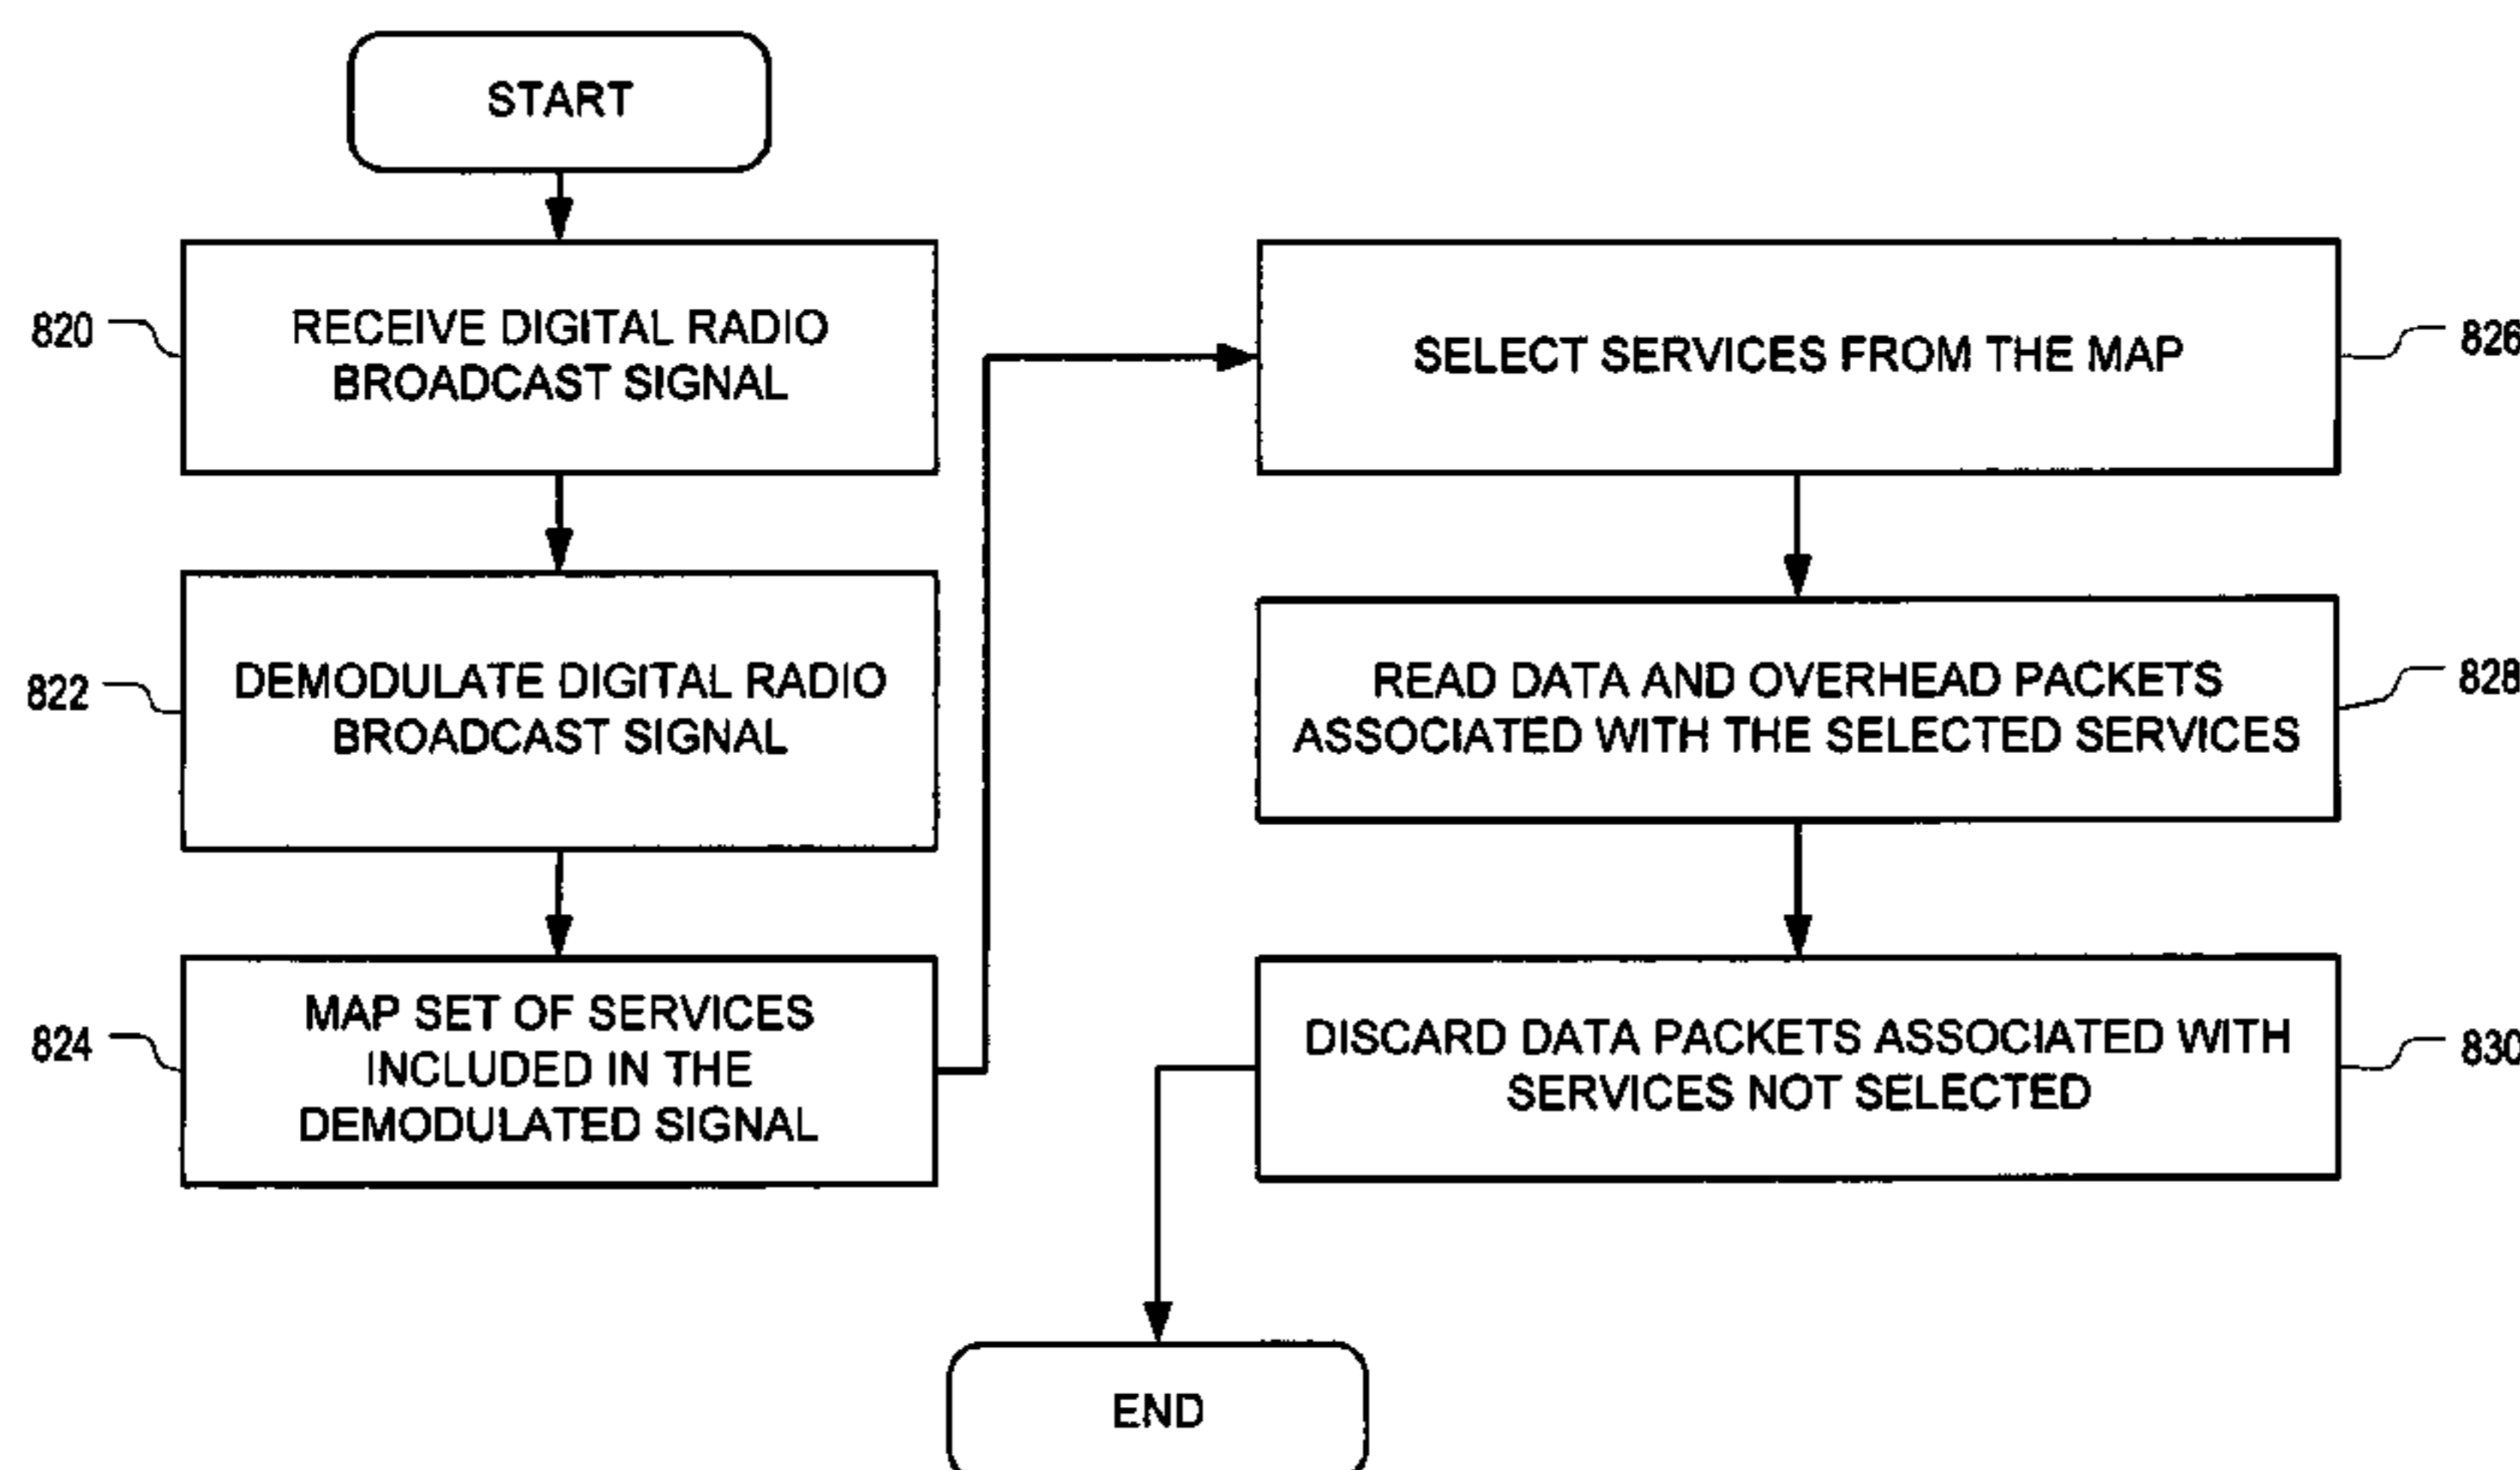 START
820
RECEIVE DIGITAL RADIO
BROADCAST SIGNAL
822
DEMODULATE DIGITAL RADIO
BROADCAST SIGNAL
824
MAP SET OF SERVICES
INCLUDED IN THE
DEMODULATED SIGNAL
SELECT SERVICES FROM THE MAP
826
READ DATA AND OVERHEAD PACKETS
ASSOCIATED WITH THE SELECTED SERVICES
828
DISCARD DATA PACKETS ASSOCIATED WITH
SERVICES NOT SELECTED
830
END